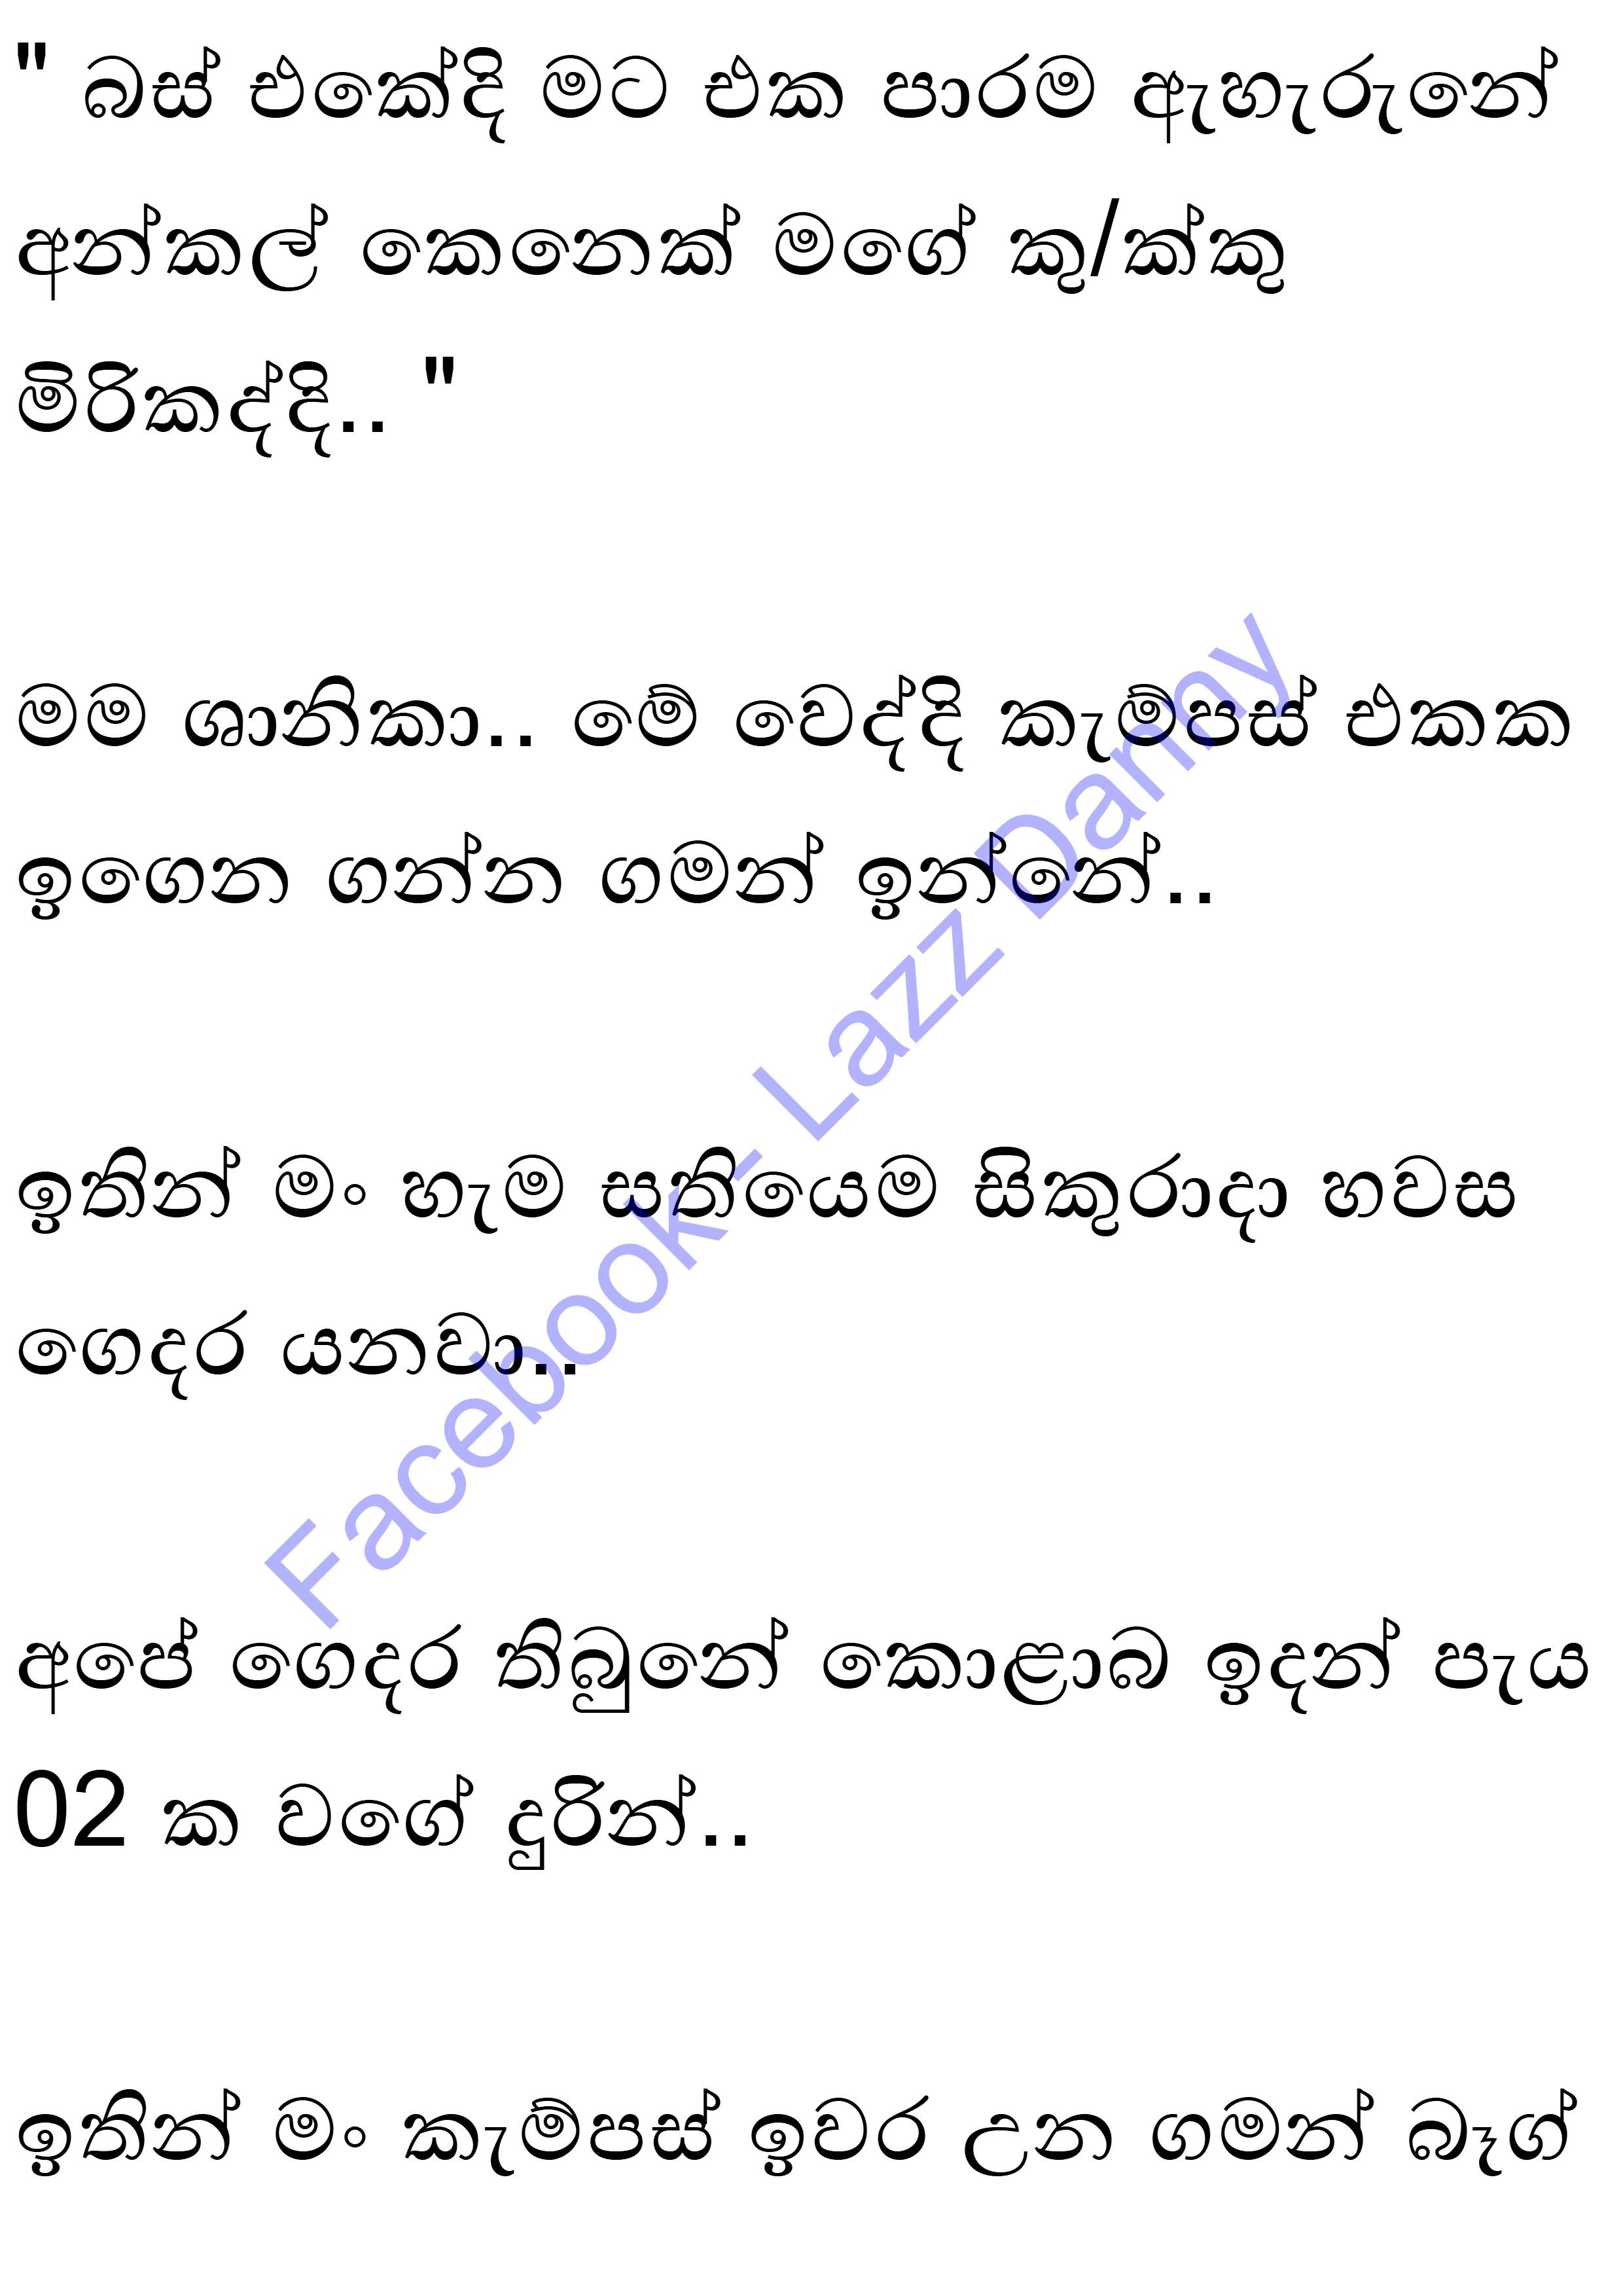 " බස් එකේදි මට එක පාරම ඇහැරුනේ
අන්කල් කෙනෙක් මගේ කු/ක්කු
මිරිකද්දි.. "
මම ශානිකා.. මේ වෙද්දි කැම්පස් එකක
ඉගෙන ගන්න ගමන් ඉන්නේ..
ඉතින් මං හැම සතියෙම සිකුරාදා හවස
ගෙදර යනවා..
අපේ ගෙදර තිබුනේ කොළාබ ඉදන් පැය
02 ක වගේ දුරින්..
ඉතින් මං කැම්පස් ඉවර උන ගමන් බෑග්
Facebook- Lazz Danny